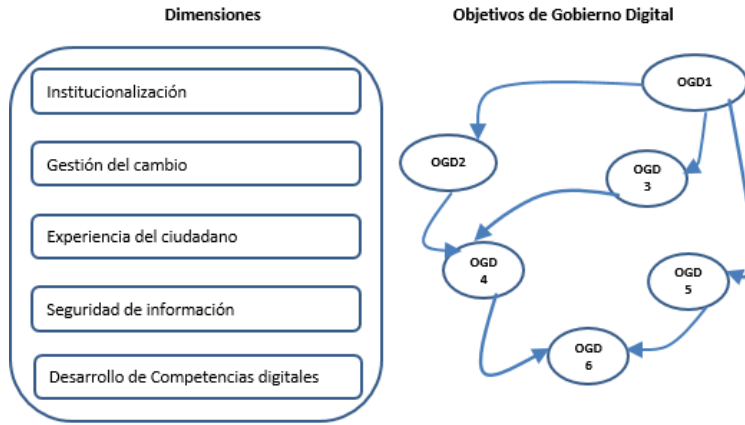 Dimensiones
Objetivos de Gobierno Digital
Institucionalización
Gestión del cambio
Experiencia del ciudadano
Seguridad de información
Desarrollo de Competencias digitales
OGD1
OGD2
OGD
3
OGD
4
OGD
5
OGD
6